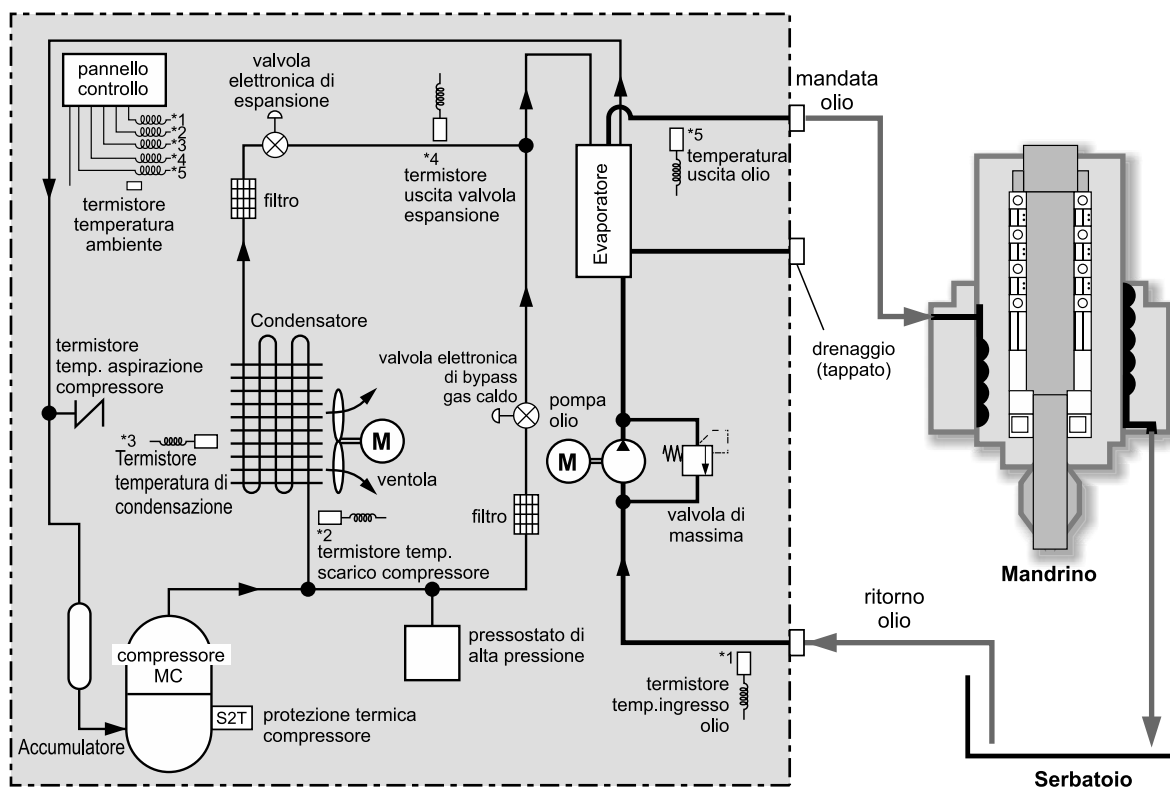 pannello
controllo
*1
*2
*3
*4
*5
termistore
temperatura
ambiente
valvola
elettronica di
espansione
*4
termistore
uscita valvola
espansione
filtro
mandata
olio
*5
temperatura
uscita olio
Evaporatore
drenaggio
(tappato)
Condensatore
termistore
temp. aspirazione
compressore
*3
Termistore
temperatura di
condensazione
M
ventola
valvola elettronica
di bypass
gas caldo
pompa
olio
M
valvola di
massima
filtro
*2
termistore temp.
scarico compressore
pressostato di
alta pressione
compressore
MC
S2T
protezione termica
compressore
Accumulatore
*1
termistore
temp.ingresso
olio
ritorno
olio
Mandrino
Serbatoio